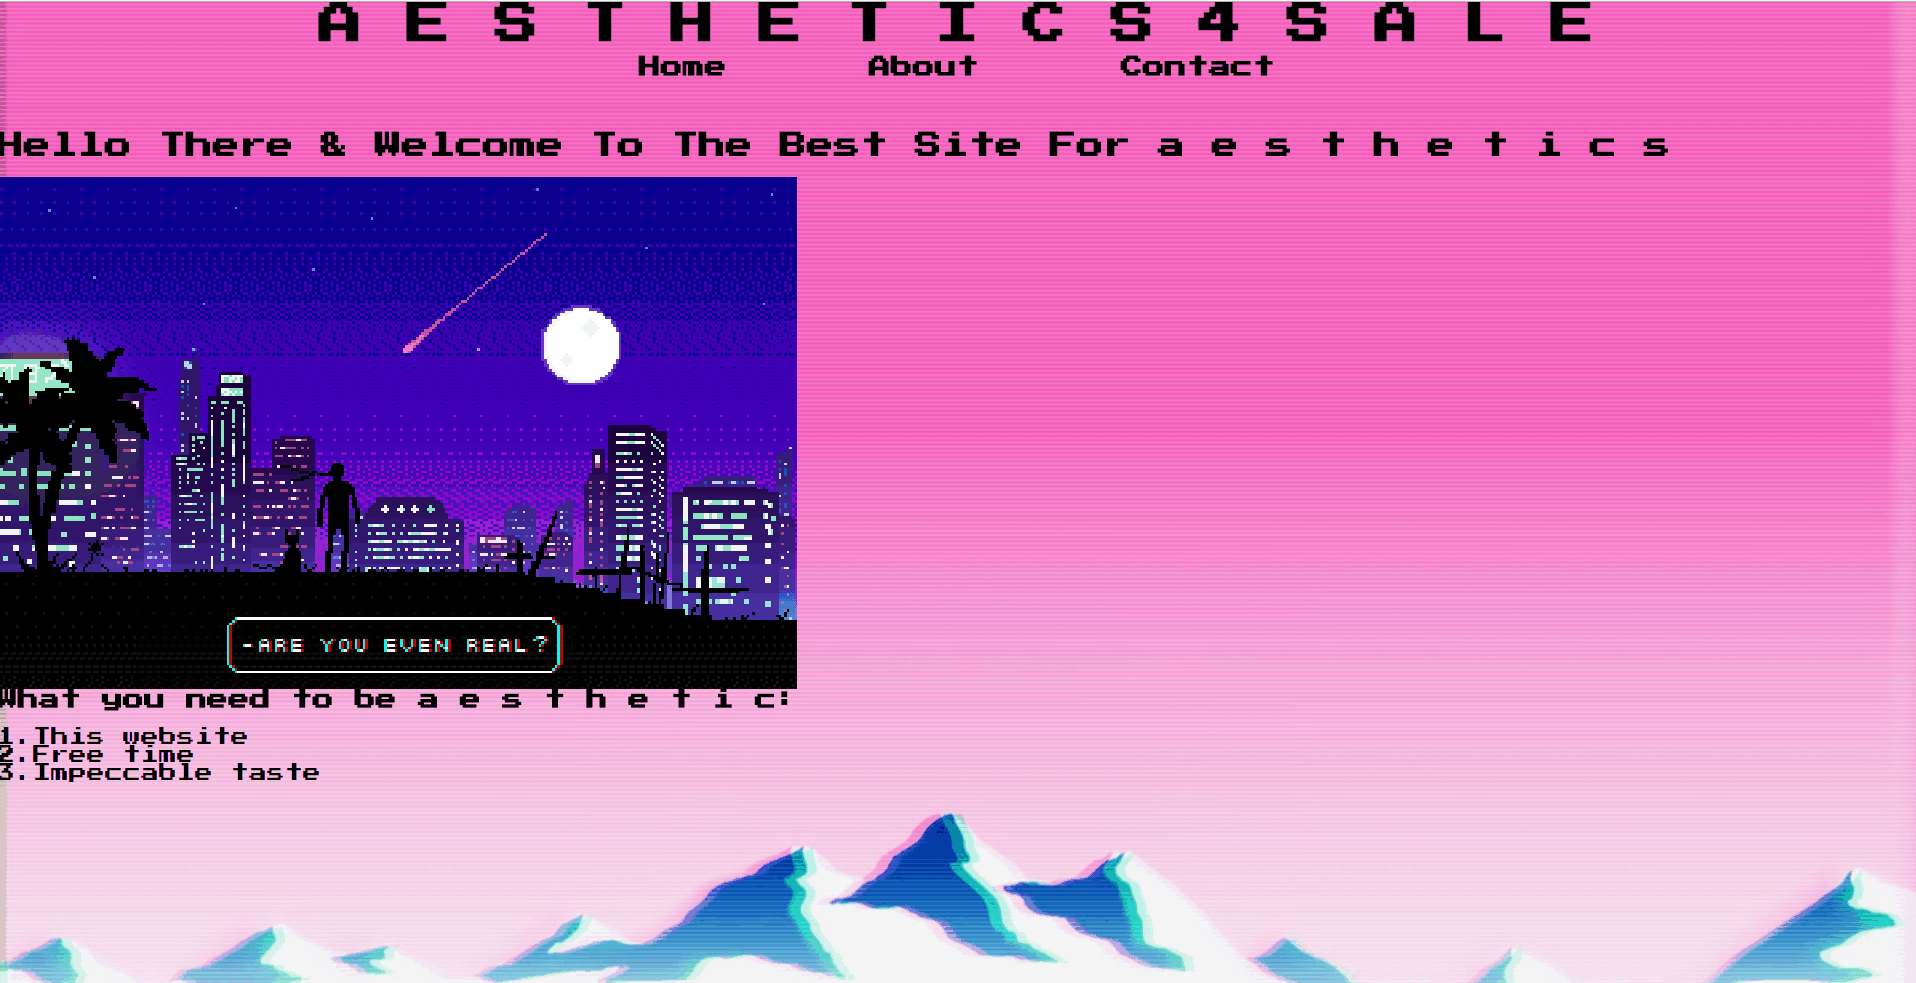 A E S T H E T I C S 4 S A L E
Home About Contact
Hello There & Welcome To The Best Site For a e s t h e t i c s
-ARE YOU EVEN REAL?
What you need to be a e s t h e t i c:
1.This website
2.Free time
3.Impeccable taste